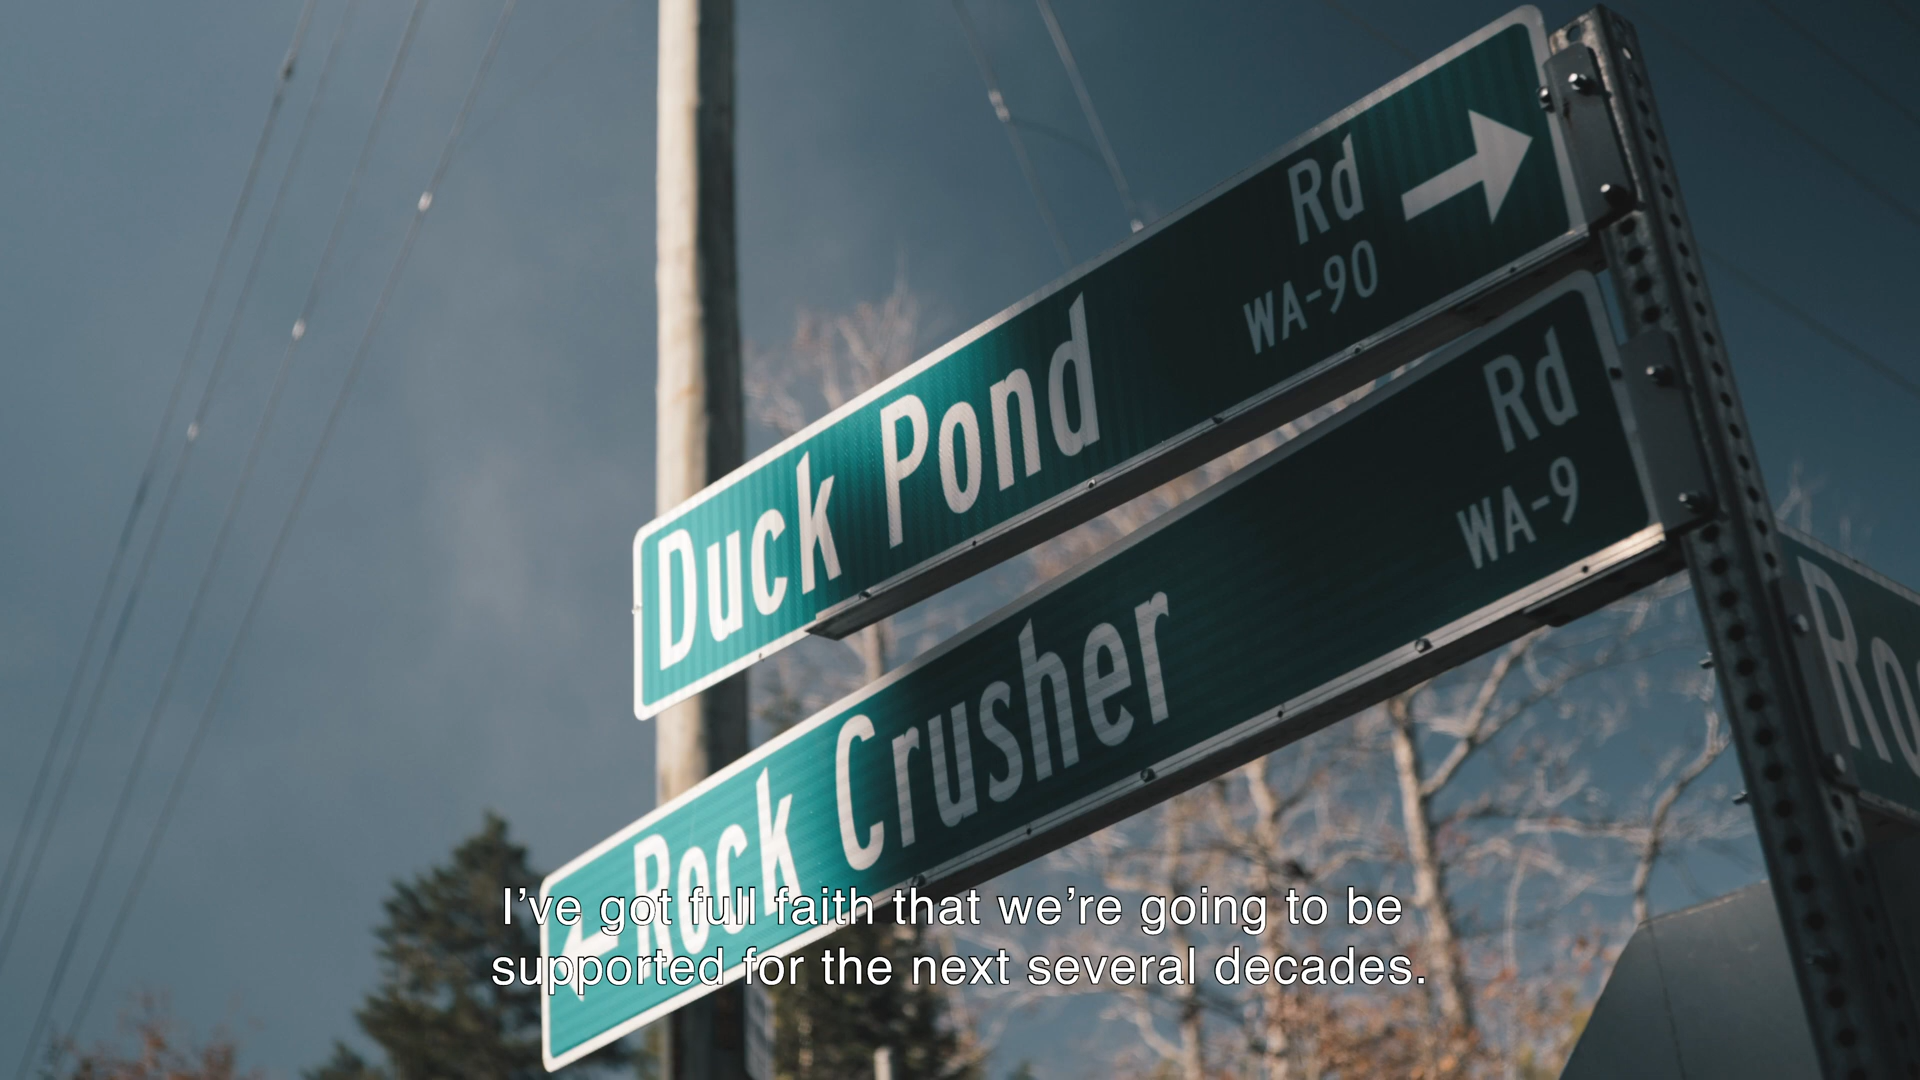 Duck Pond Rd
WA-90
Rock Crusher Rd
WA-9
I’ve got full faith that we’re going to be
supported for the next several decades.